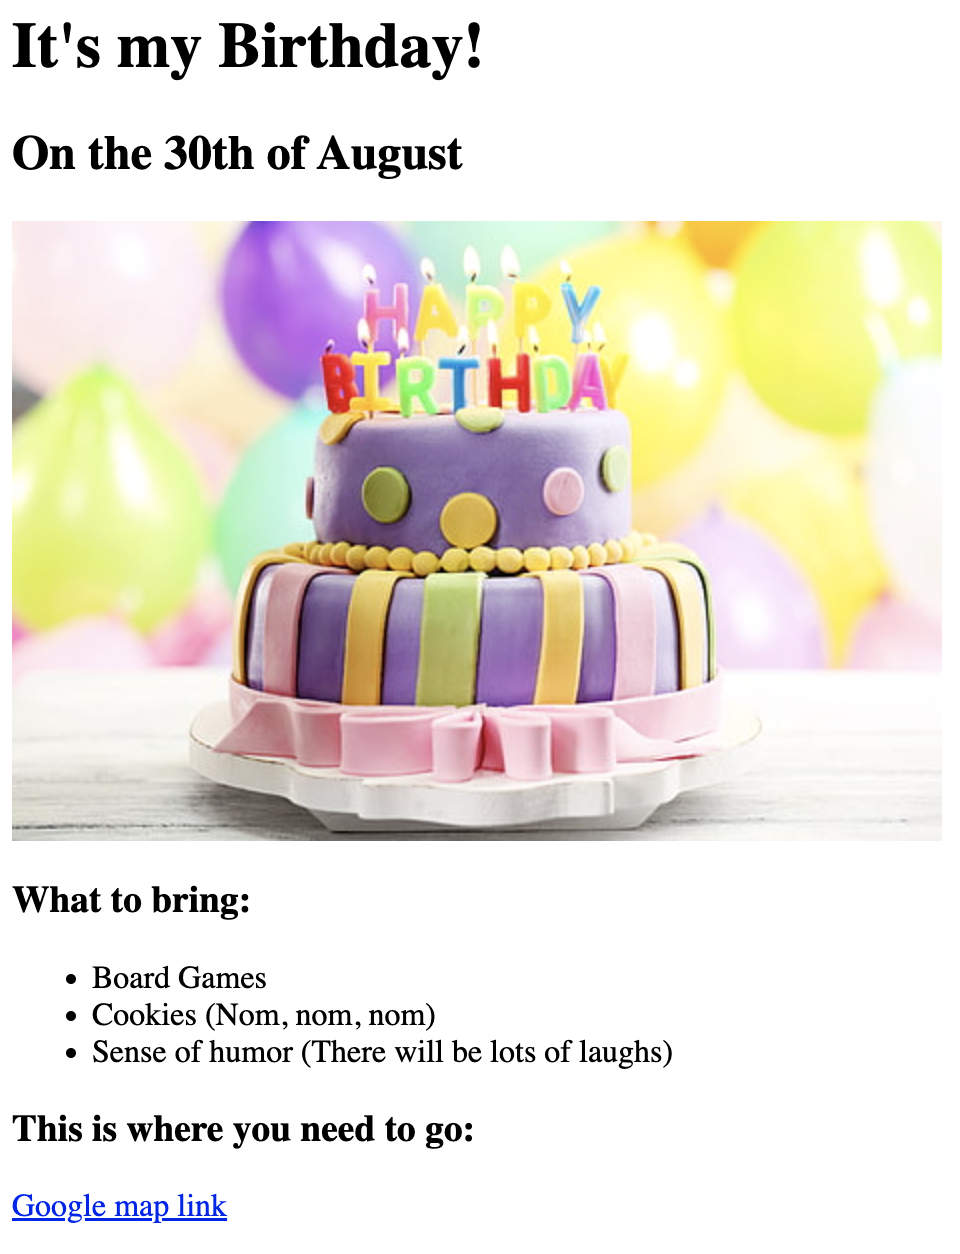 It's my Birthday!
On the 30th of August
HAPPY
BIRTHDAY
What to bring:
Board Games
Cookies (Nom, nom, nom)
Sense of humor (There will be lots of laughs)
This is where you need to go:
Google map link